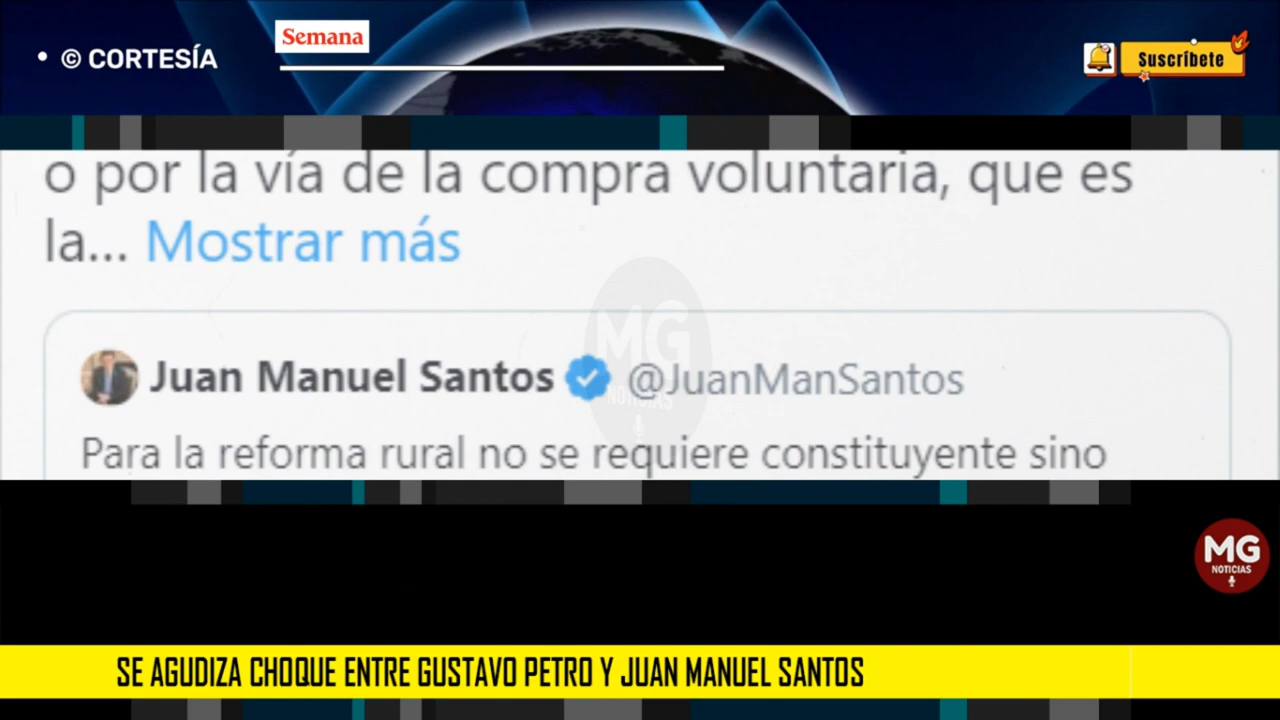 • © CORTESÍA
Semana
Suscríbete
o por la vía de la compra voluntaria, que es
la... Mostrar más
MG
NOTICIAS
Juan Manuel Santos @JuanManSantos
Para la reforma rural no se requiere constituyente sino
MG
NOTICIAS
SE AGUDIZA CHOQUE ENTRE GUSTAVO PETRO Y JUAN MANUEL SANTOS